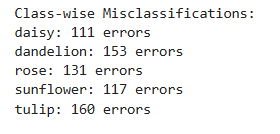 Class-wise Misclassifications:
daisy: 111 errors
dandelion: 153 errors
rose: 131 errors
sunflower: 117 errors
tulip: 160 errors